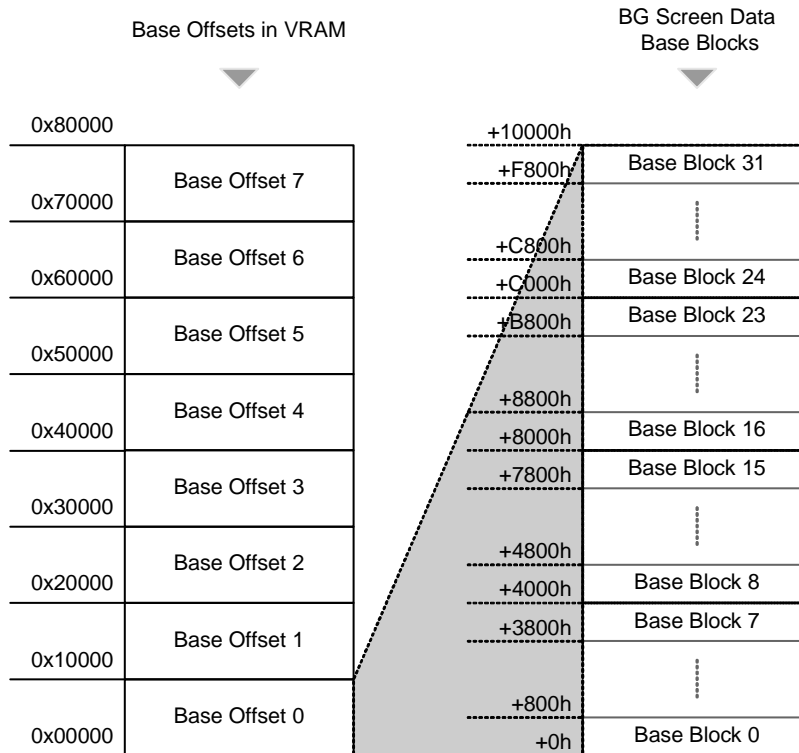 Base Offsets in VRAM
BG Screen Data
Base Blocks
0x80000
Base Offset 7
0x70000
Base Offset 6
0x60000
Base Offset 5
0x50000
Base Offset 4
0x40000
Base Offset 3
0x30000
Base Offset 2
0x20000
Base Offset 1
0x10000
Base Offset 0
0x00000
+10000h
Base Block 31
+F800h
+C800h
Base Block 24
+C000h
Base Block 23
+B800h
+8800h
Base Block 16
+8000h
Base Block 15
+7800h
+4800h
Base Block 8
+4000h
Base Block 7
+3800h
+800h
Base Block 0
+0h